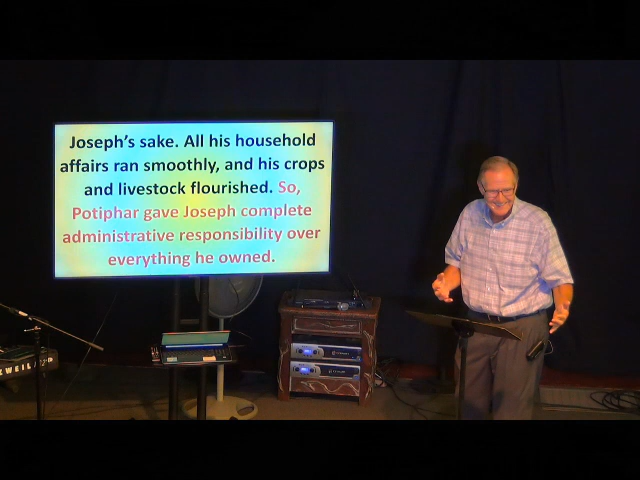 Joseph's sake. All his household
affairs ran smoothly, and his crops
and livestock flourished. So,
Potiphar gave Joseph complete
administrative responsibility over
everything he owned.